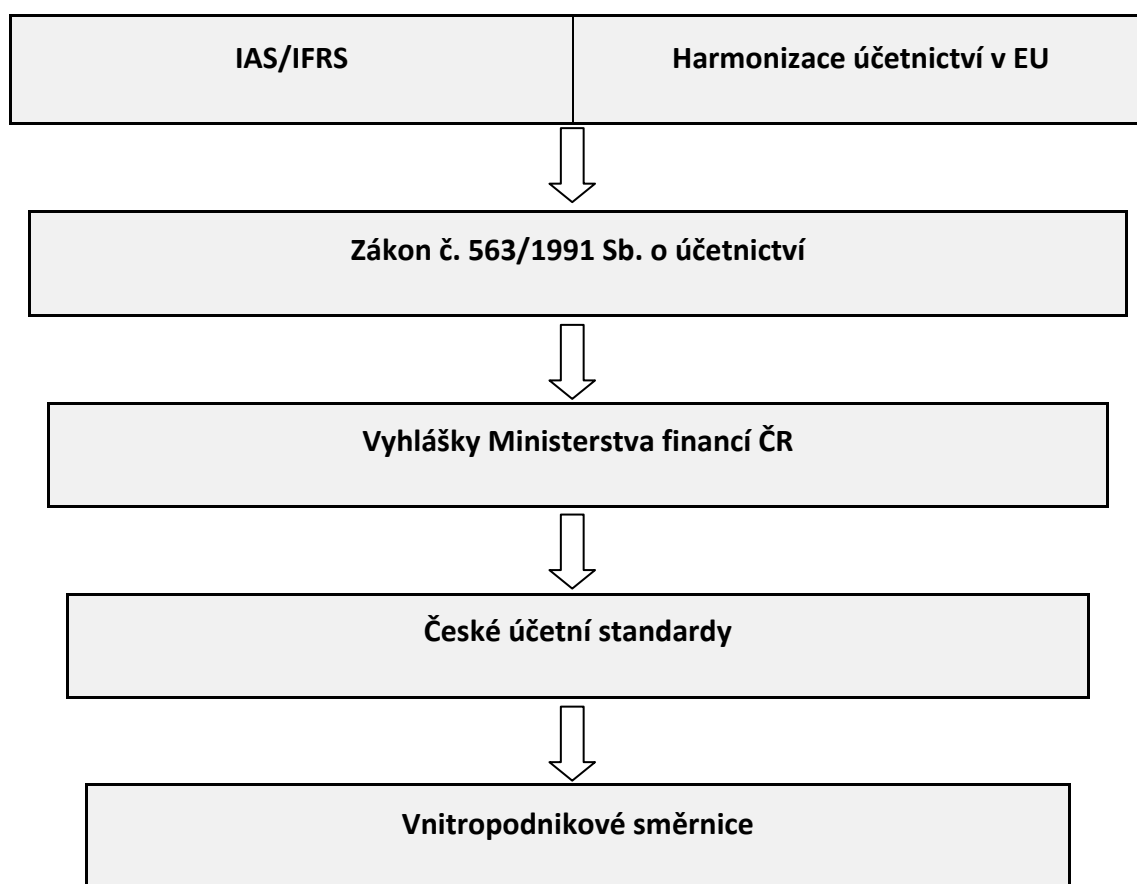 IAS/IFRS
Harmonizace účetnictví v EU
Zákon č. 563/1991 Sb. o účetnictví
Vyhlášky Ministerstva financí ČR
České účetní standardy
Vnitropodnikové směrnice